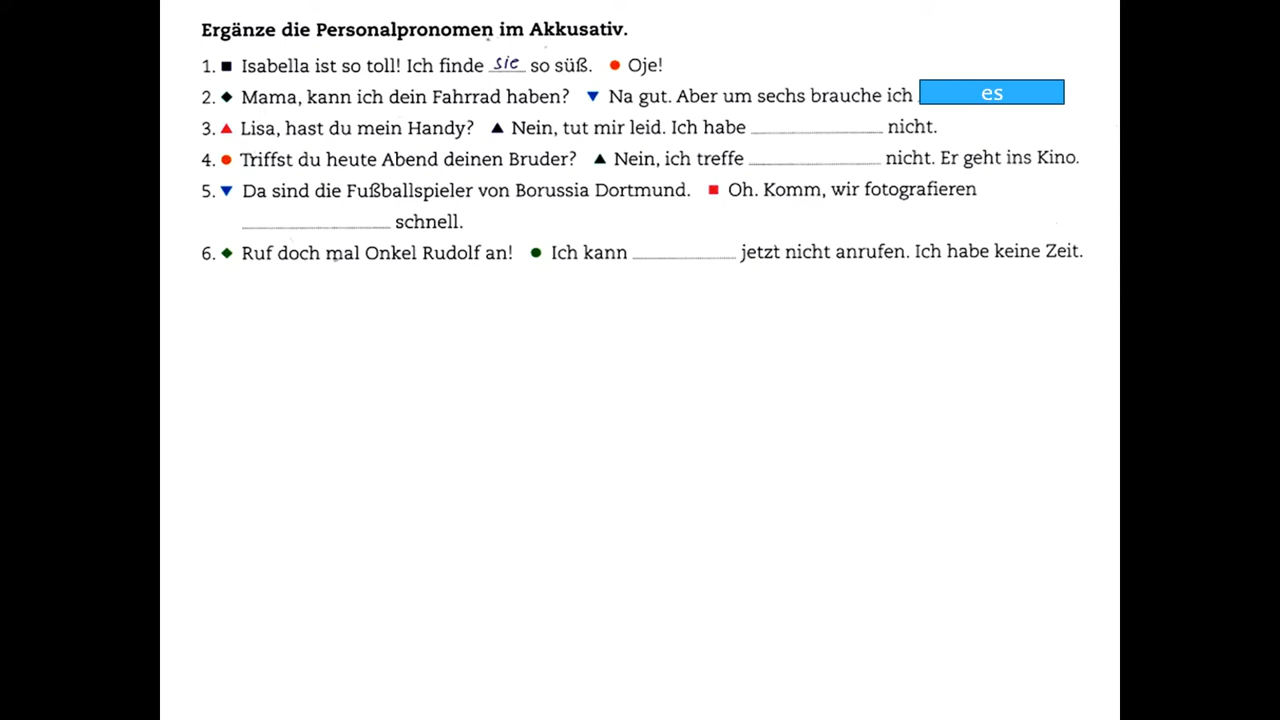 Ergänze die Personalpronomen im Akkusativ.
1. ■ Isabella ist so toll! Ich finde sie so süß. ● Oje!
2. ◆ Mama, kann ich dein Fahrrad haben? ▼ Na gut. Aber um sechs brauche ich es
3. ▲ Lisa, hast du mein Handy? ▲ Nein, tut mir leid. Ich habe ______ nicht.
4. ● Triffst du heute Abend deinen Bruder? ▲ Nein, ich treffe ______ nicht. Er geht ins Kino.
5. ▼ Da sind die Fußballspieler von Borussia Dortmund. ■ Oh. Komm, wir fotografieren
______ schnell.
6. ◆ Ruf doch mal Onkel Rudolf an! ● Ich kann ______ jetzt nicht anrufen. Ich habe keine Zeit.